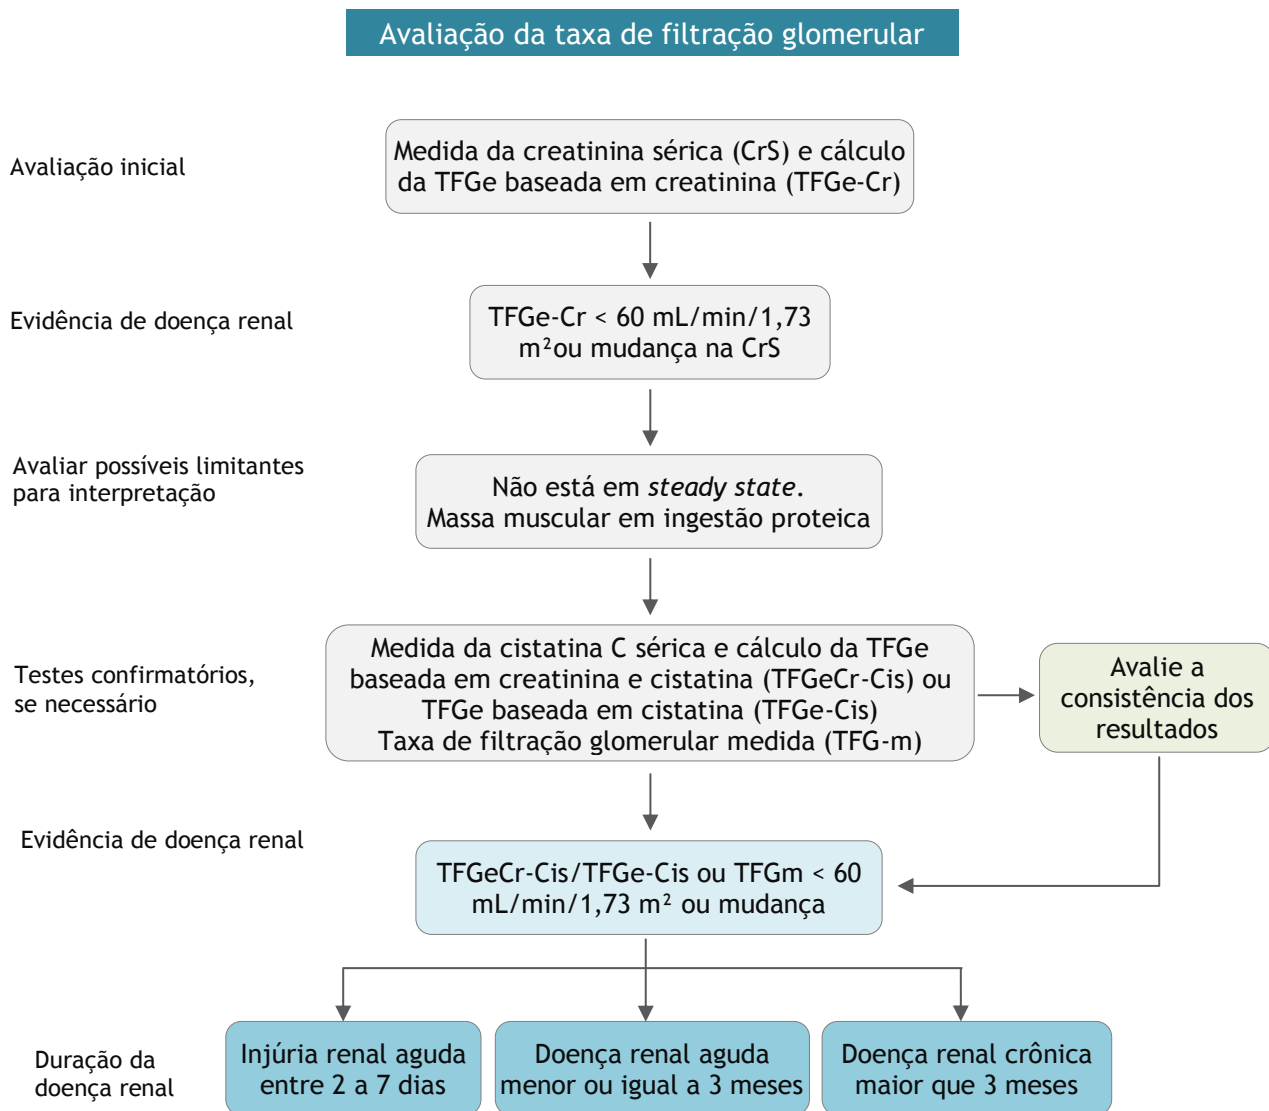 Avaliação da taxa de filtração glomerular
Avaliação inicial
Medida da creatinina sérica (CrS) e cálculo
da TFGe baseada em creatinina (TFGe-Cr)
Evidência de doença renal
TFGe-Cr < 60 mL/min/1,73
m²ou mudança na CrS
Avaliar possíveis limitantes
para interpretação
Não está em steady state.
Massa muscular em ingestão proteica
Testes confirmatórios,
se necessário
Medida da cistatina C sérica e cálculo da TFGe
baseada em creatinina e cistatina (TFGeCr-Cis) ou
TFGe baseada em cistatina (TFGe-Cis)
Taxa de filtração glomerular medida (TFG-m)
Avalie a
consistência dos
resultados
Evidência de doença renal
TFGeCr-Cis/TFGe-Cis ou TFGm < 60
mL/min/1,73 m² ou mudança
Duração da
doença renal
Injúria renal aguda
entre 2 a 7 dias
Doença renal aguda
menor ou igual a 3 meses
Doença renal crônica
maior que 3 meses